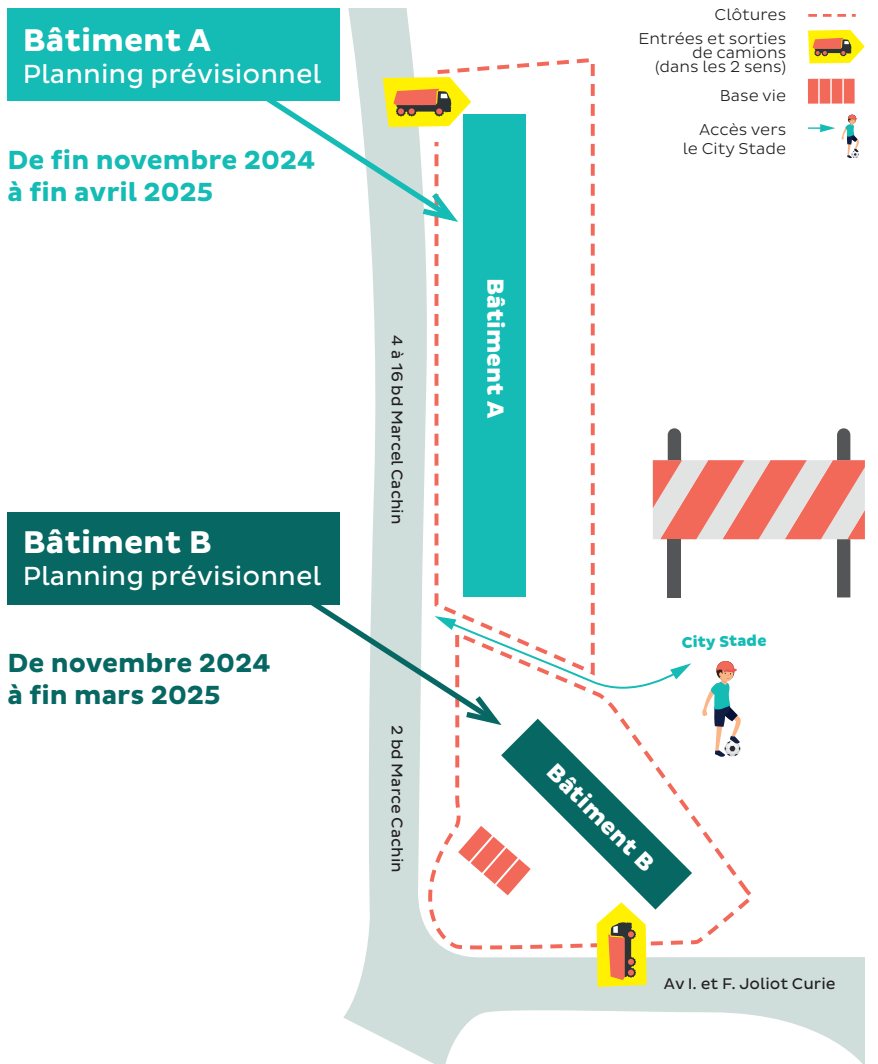 Bâtiment A
Planning prévisionnel
De fin novembre 2024
à fin avril 2025
Clôtures
Entrées et sorties
de camions
(dans les 2 sens)
Base vie
Accès vers
le City Stade
Bâtiment A
4 à 16 bd Marcel Cachin
Bâtiment B
Planning prévisionnel
De novembre 2024
à fin mars 2025
City Stade
2 bd Marce Cachin
Bâtiment B
Av I. et F. Joliot Curie